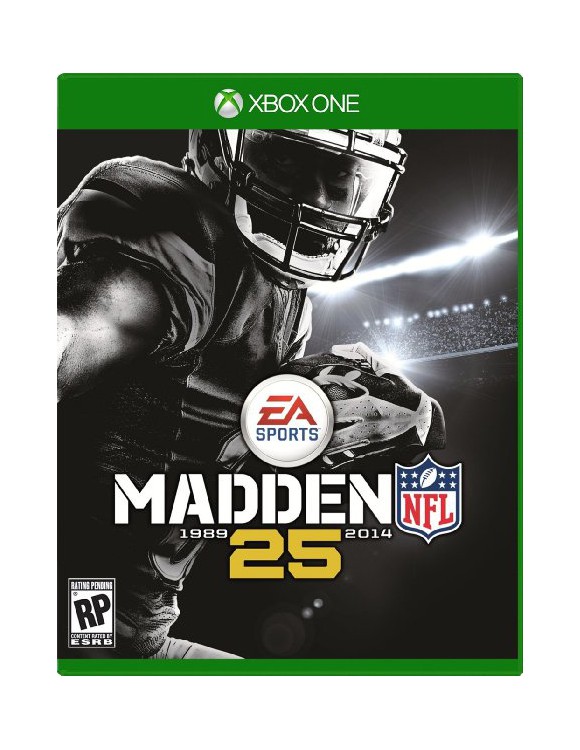 XBOX ONE
EA
SPORTS
MADDEN NFL
1989 25 2014
RATING PENDING
RP
CONTENT RATED BY
ESRB